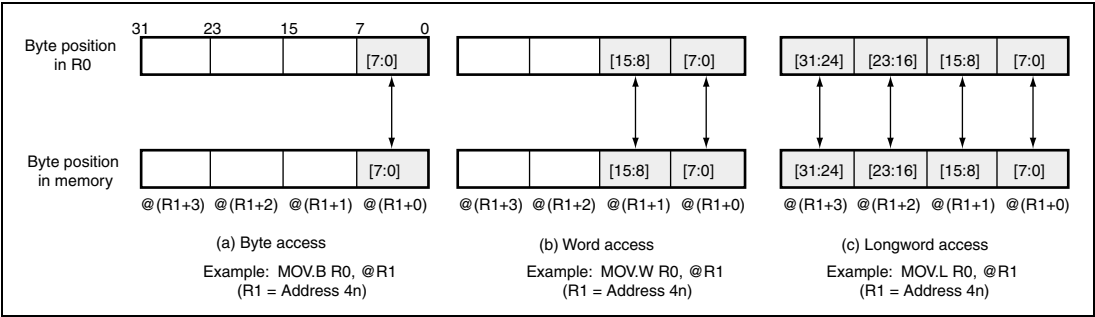 31 23 15 7 0
Byte position
in R0
[7:0]
[15:8] [7:0]
[31:24] [23:16] [15:8] [7:0]
Byte position
in memory
[7:0]
[15:8] [7:0]
[31:24] [23:16] [15:8] [7:0]
@(R1+3) @(R1+2) @(R1+1) @(R1+0)
@(R1+3) @(R1+2) @(R1+1) @(R1+0)
@(R1+3) @(R1+2) @(R1+1) @(R1+0)
(a) Byte access
Example: MOV.B R0, @R1
(R1 = Address 4n)
(b) Word access
Example: MOV.W R0, @R1
(R1 = Address 4n)
(c) Longword access
Example: MOV.L R0, @R1
(R1 = Address 4n)